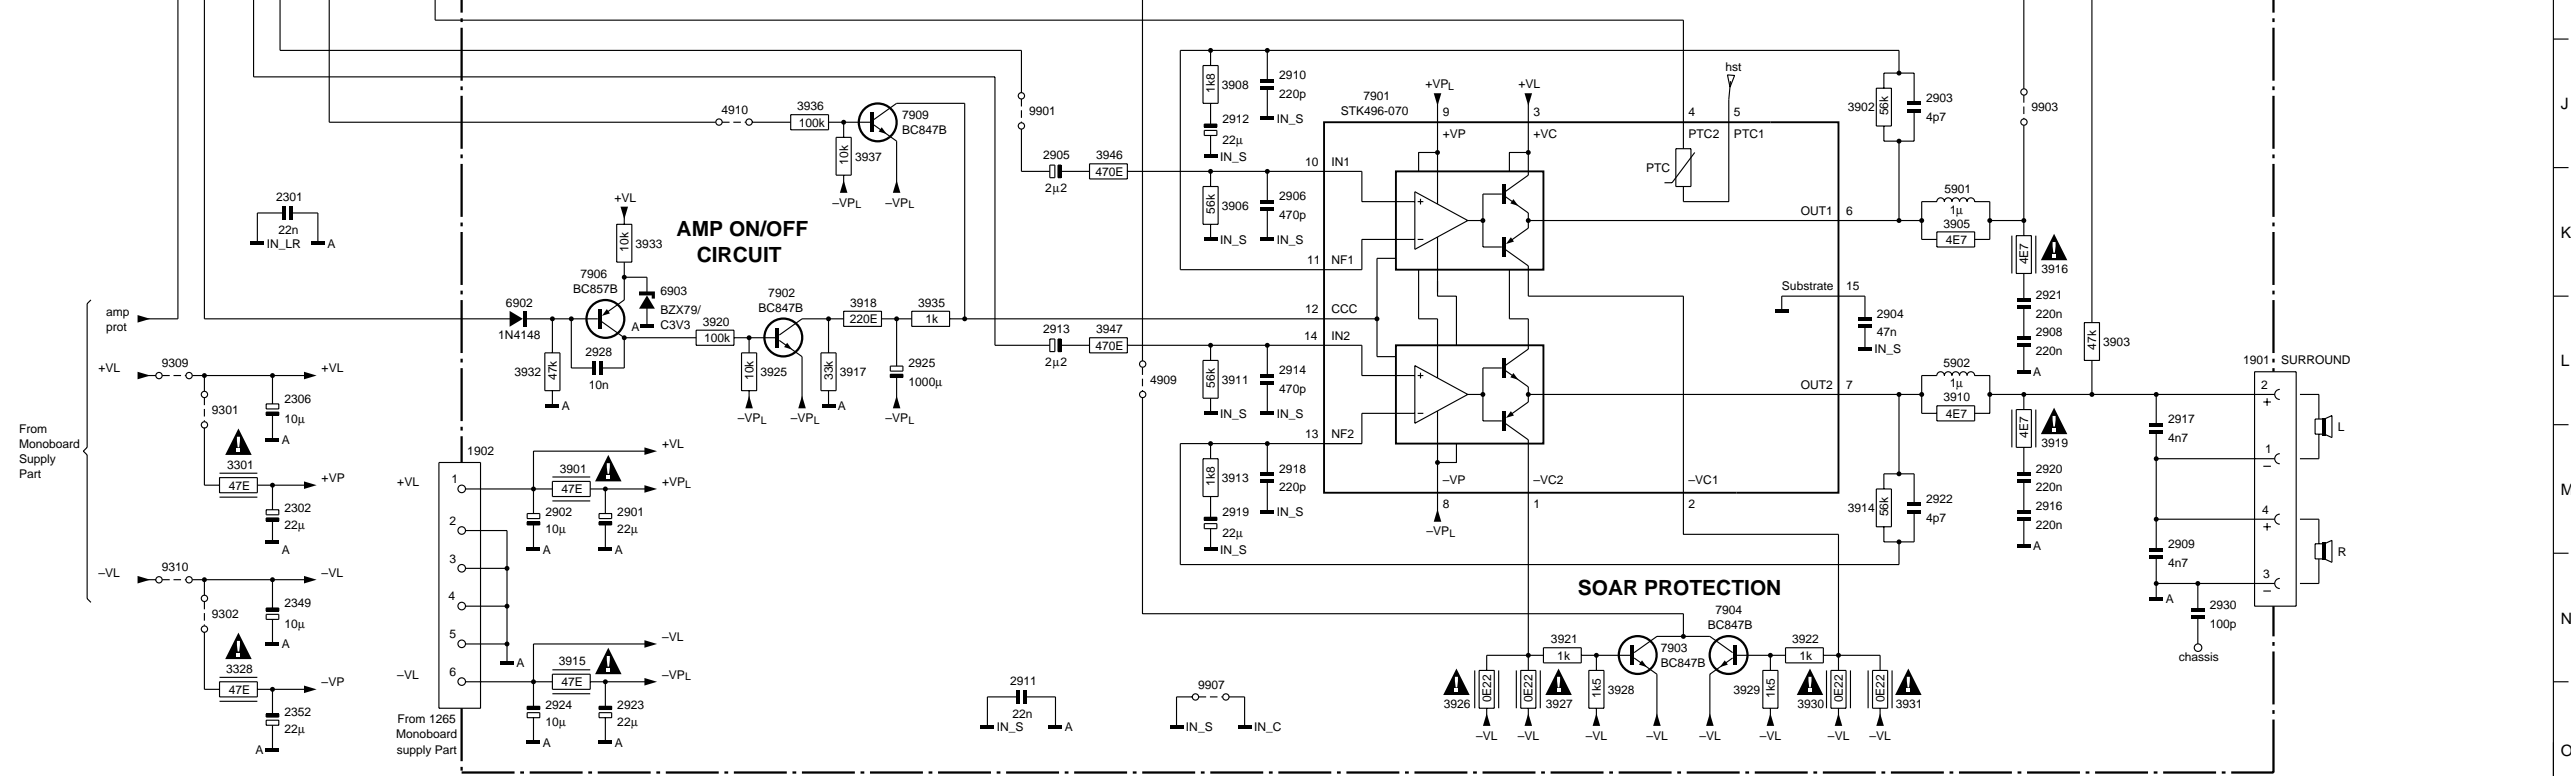 hst
J
K
L
M
N
O
2301
22n
IN_LR
A
amp
prot
+VL
9309
+VL
9301
2306
10µ
A
From
Monoboard
Supply
Part
3301
47E
+VP
2302
22µ
A
–VL
9310
–VL
9302
2349
10µ
A
3328
47E
–VP
2352
22µ
A
4910
3936
100k
7909
BC847B
10k
3937
–VPL
–VPL
AMP ON/OFF
CIRCUIT
+VL
10k
3933
7906
BC857B
6903
BZX79/
C3V3
A
6902
1N4148
3932
47k
A
2928
10n
3920
100k
7902
BC847B
10k
3925
–VPL
–VPL
33k
3917
A
3918
220E
3935
1k
2925
1000µ
–VPL
1902
+VL
1
2
3
4
5
6
A
–VL
From 1265
Monoboard
supply Part
+VL
3901
47E
+VPL
2902
10µ
A
2901
22µ
A
–VL
3915
47E
–VPL
2924
10µ
A
2923
22µ
A
9901
2905
2µ2
3946
470E
2913
2µ2
3947
470E
4909
1k8
3908
2910
220p
IN_S
2912
22µ
IN_S
56k
3906
IN_S
2906
470p
IN_S
56k
3911
IN_S
2914
470p
IN_S
1k8
3913
2918
220p
IN_S
2919
22µ
IN_S
2911
22n
IN_S
A
9907
IN_S
IN_C
7901
STK496-070
+VPL
9
+VP
+VL
3
+VC
4
PTC2
5
PTC1
PTC
10
IN1
+
–
11
NF1
12
CCC
14
IN2
+
–
13
NF2
OUT1
6
Substrate
15
OUT2
7
–VP
8
–VPL
–VC2
1
–VC1
2
2904
47n
IN_S
3902
56k
2903
4p7
9903
5901
1µ
3905
4E7
4E7
3916
2921
220n
2908
220n
A
47k
3903
5902
1µ
3910
4E7
4E7
3919
2920
220n
2916
220n
A
3914
56k
2922
4p7
2917
4n7
2909
4n7
A
2930
100p
chassis
1901
SURROUND
2
+
1
–
4
+
3
–
L
R
SOAR PROTECTION
3921
1k
7903
BC847B
7904
BC847B
3922
1k
3926
0E22
–VL
0E22
3927
–VL
1k5
3928
–VL
–VL
–VL
3929
1k5
–VL
3930
0E22
–VL
0E22
3931
–VL